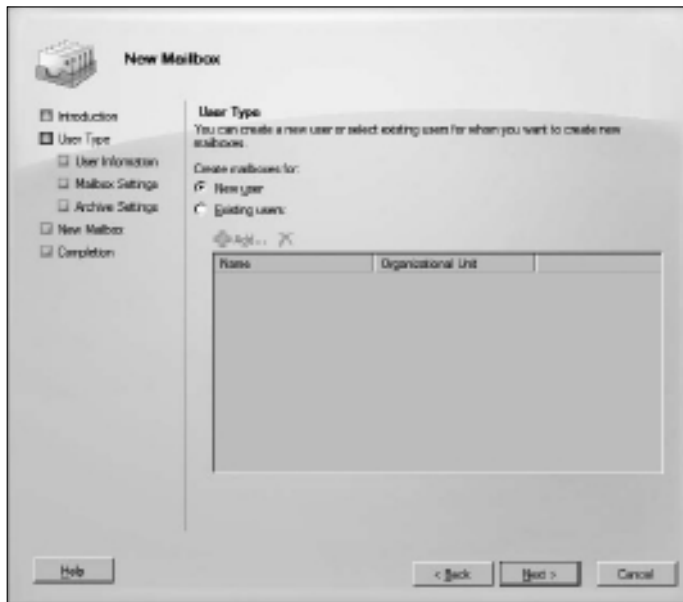 New Mailbox
Introduction
User Type
User Information
Mailbox Settings
Archive Settings
New Mailbox
Completion
User Type
You can create a new user or select existing users for whom you want to create new
mailboxes.
Create mailboxes for:
New user
Existing users:
Add...
Name
Organizational Unit
Help
< Back
Next >
Cancel